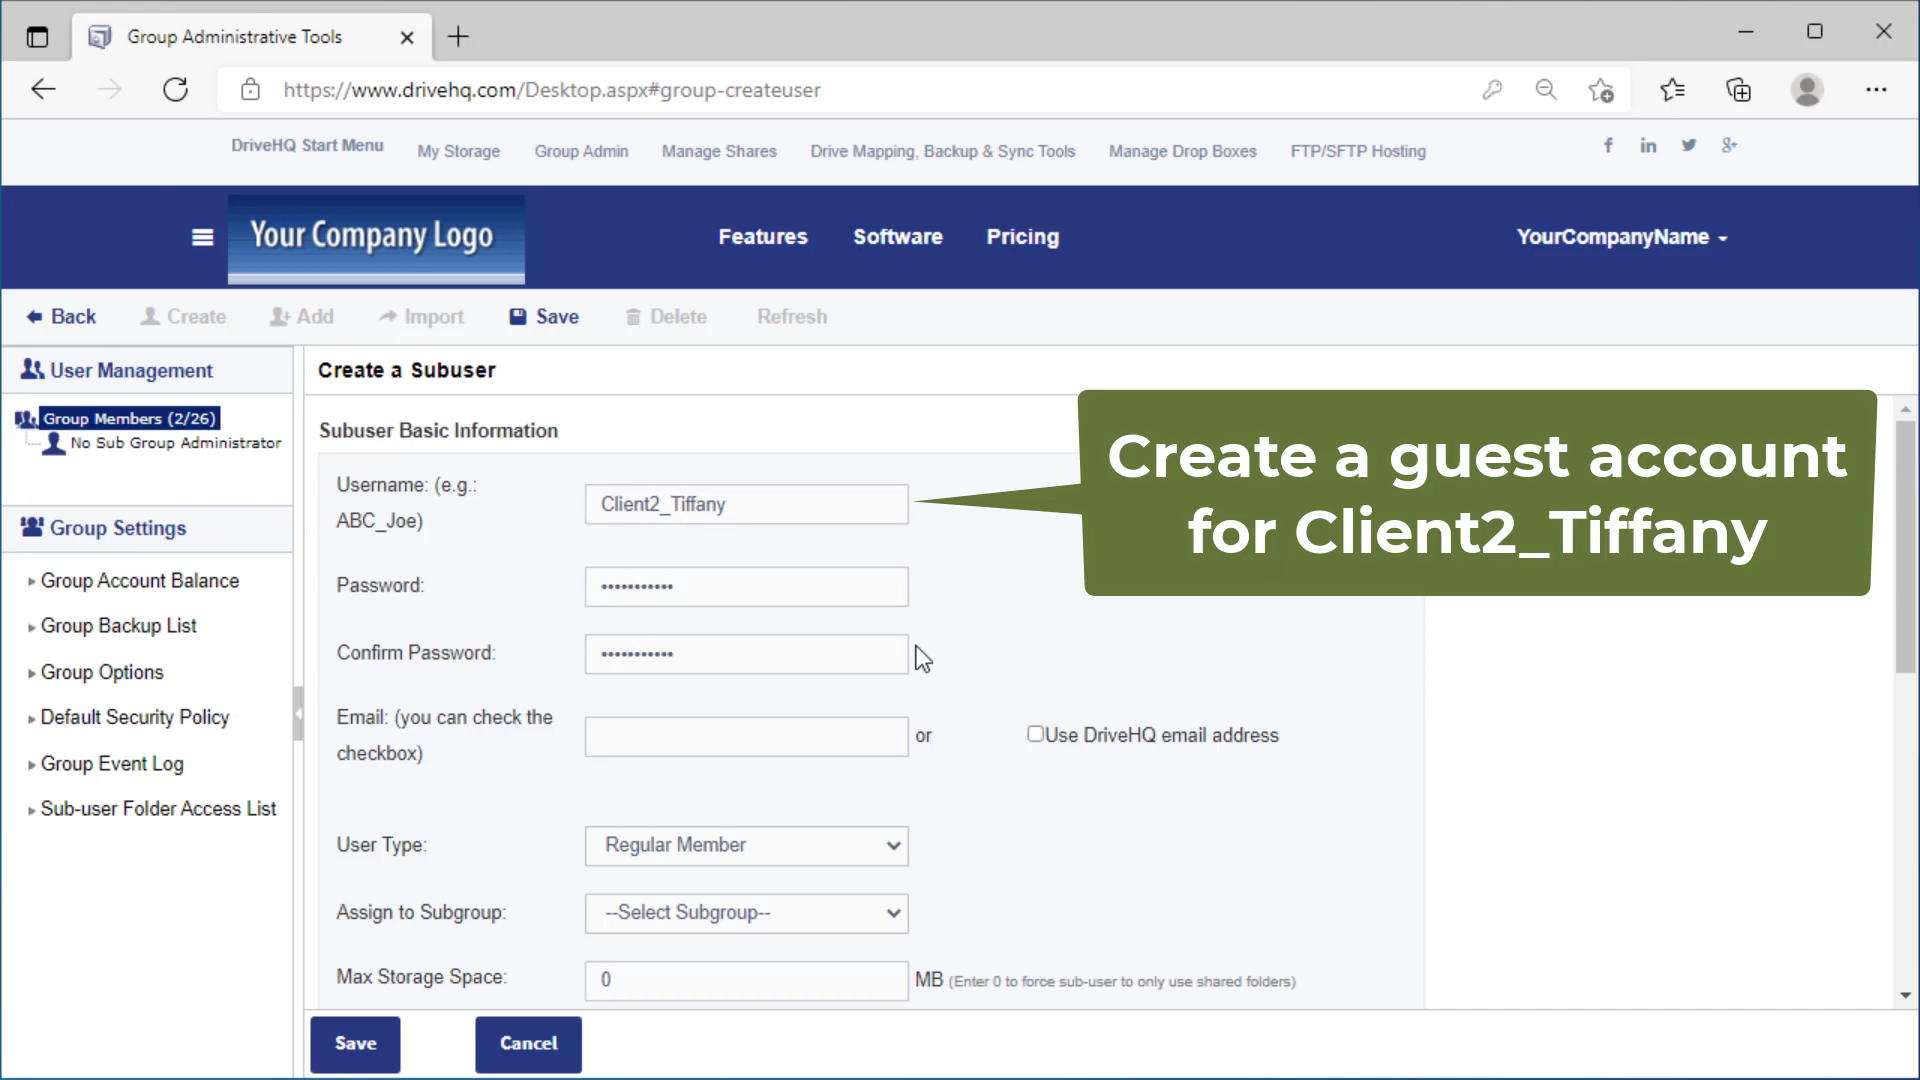 Group Administrative Tools
https://www.drivehq.com/Desktop.aspx#group-createuser
DriveHQ Start Menu My Storage Group Admin Manage Shares Drive Mapping, Backup & Sync Tools Manage Drop Boxes FTP/SFTP Hosting
Your Company Logo Features Software Pricing YourCompanyName
Back Create Add Import Save Delete Refresh
User Management
Group Members (2/26)
No Sub Group Administrator
Group Settings
Group Account Balance
Group Backup List
Group Options
Default Security Policy
Group Event Log
Sub-user Folder Access List
Create a Subuser
Subuser Basic Information
Username: (e.g.:
ABC_Joe)
Client2_Tiffany
Create a guest account
for Client2_Tiffany
Password: •••••••••••
Confirm Password: •••••••••••
Email: (you can check the
checkbox)
or Use DriveHQ email address
User Type: Regular Member
Assign to Subgroup: --Select Subgroup--
Max Storage Space: 0 MB (Enter 0 to force sub-user to only use shared folders)
Save Cancel